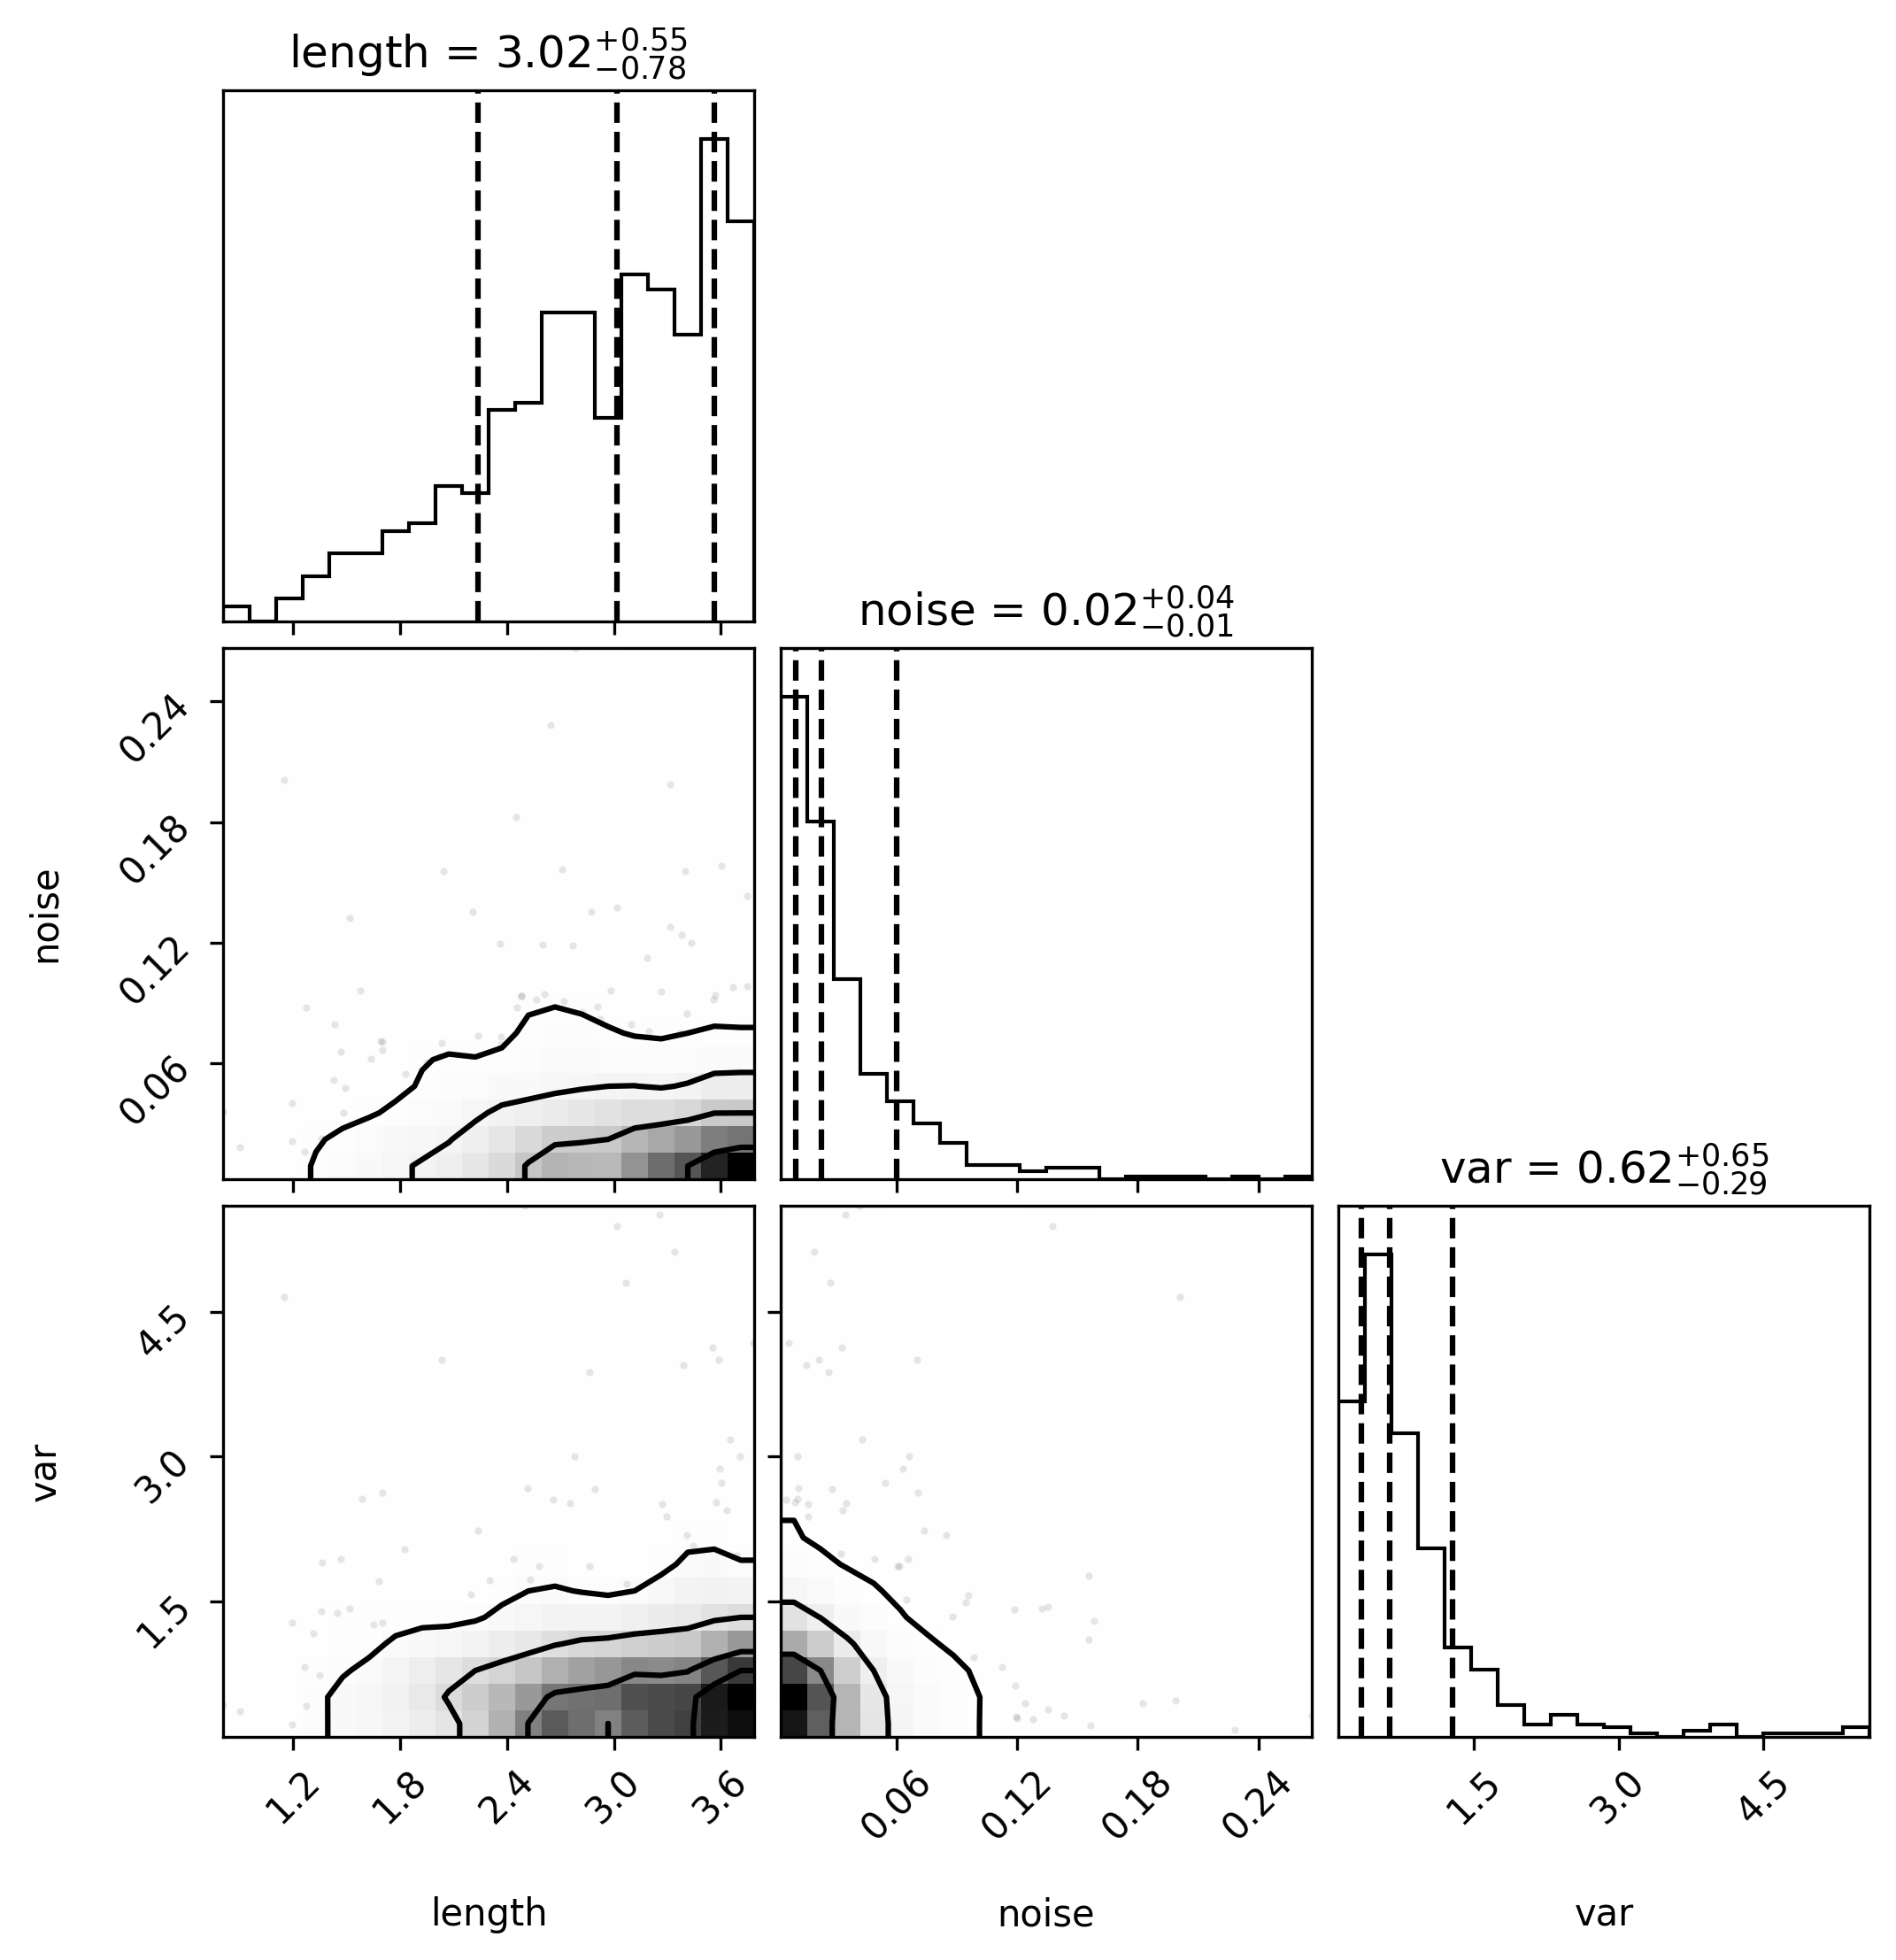 length = 3.02+0.55 −0.78
noise = 0.02+0.04 −0.01
0.24
0.18
0.12
0.06
noise
var = 0.62+0.65 −0.29
4.5
3.0
1.5
var
1.2 1.8 2.4 3.0 3.6 0.06 0.12 0.18 0.24 1.5 3.0 4.5
length noise var